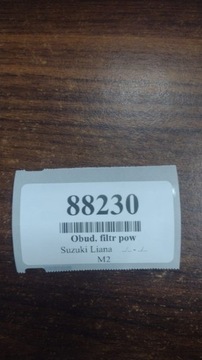 88230
Obud. filtr pow
Suzuki Liana
M2